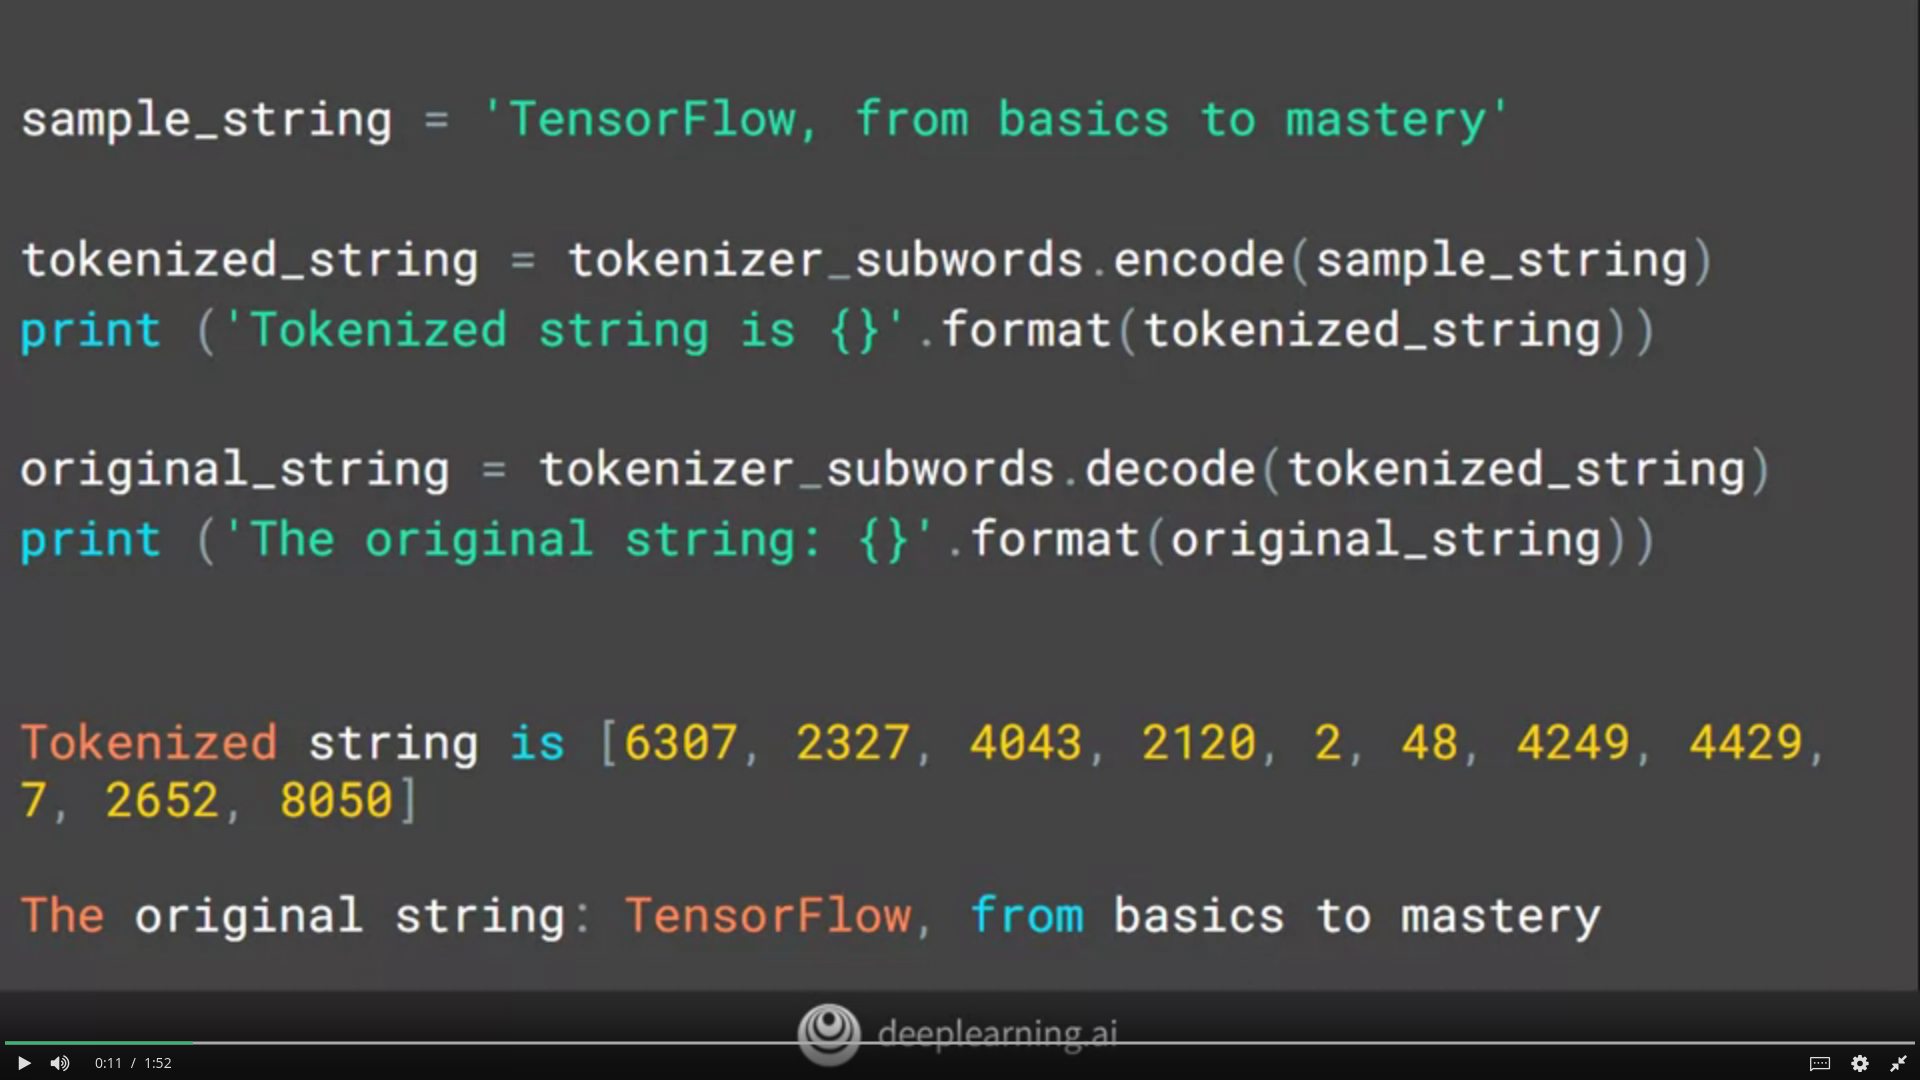 sample_string = 'TensorFlow, from basics to mastery'
tokenized_string = tokenizer_subwords.encode(sample_string)
print ('Tokenized string is {}'.format(tokenized_string))
original_string = tokenizer_subwords.decode(tokenized_string)
print ('The original string: {}'.format(original_string))
Tokenized string is [6307, 2327, 4043, 2120, 2, 48, 4249, 4429,
7, 2652, 8050]
The original string: TensorFlow, from basics to mastery
deeplearning.ai
0:11 / 1:52